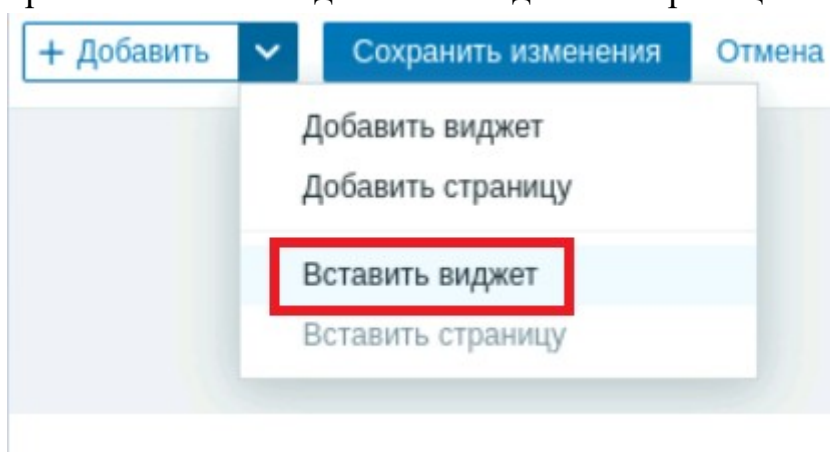 + Добавить Сохранить изменения Отмена
Добавить виджет
Добавить страницу
Вставить виджет
Вставить страницу